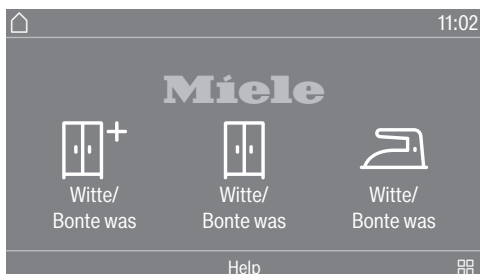 11:02
Miele
Witte/
Bonte was
Witte/
Bonte was
Witte/
Bonte was
Help